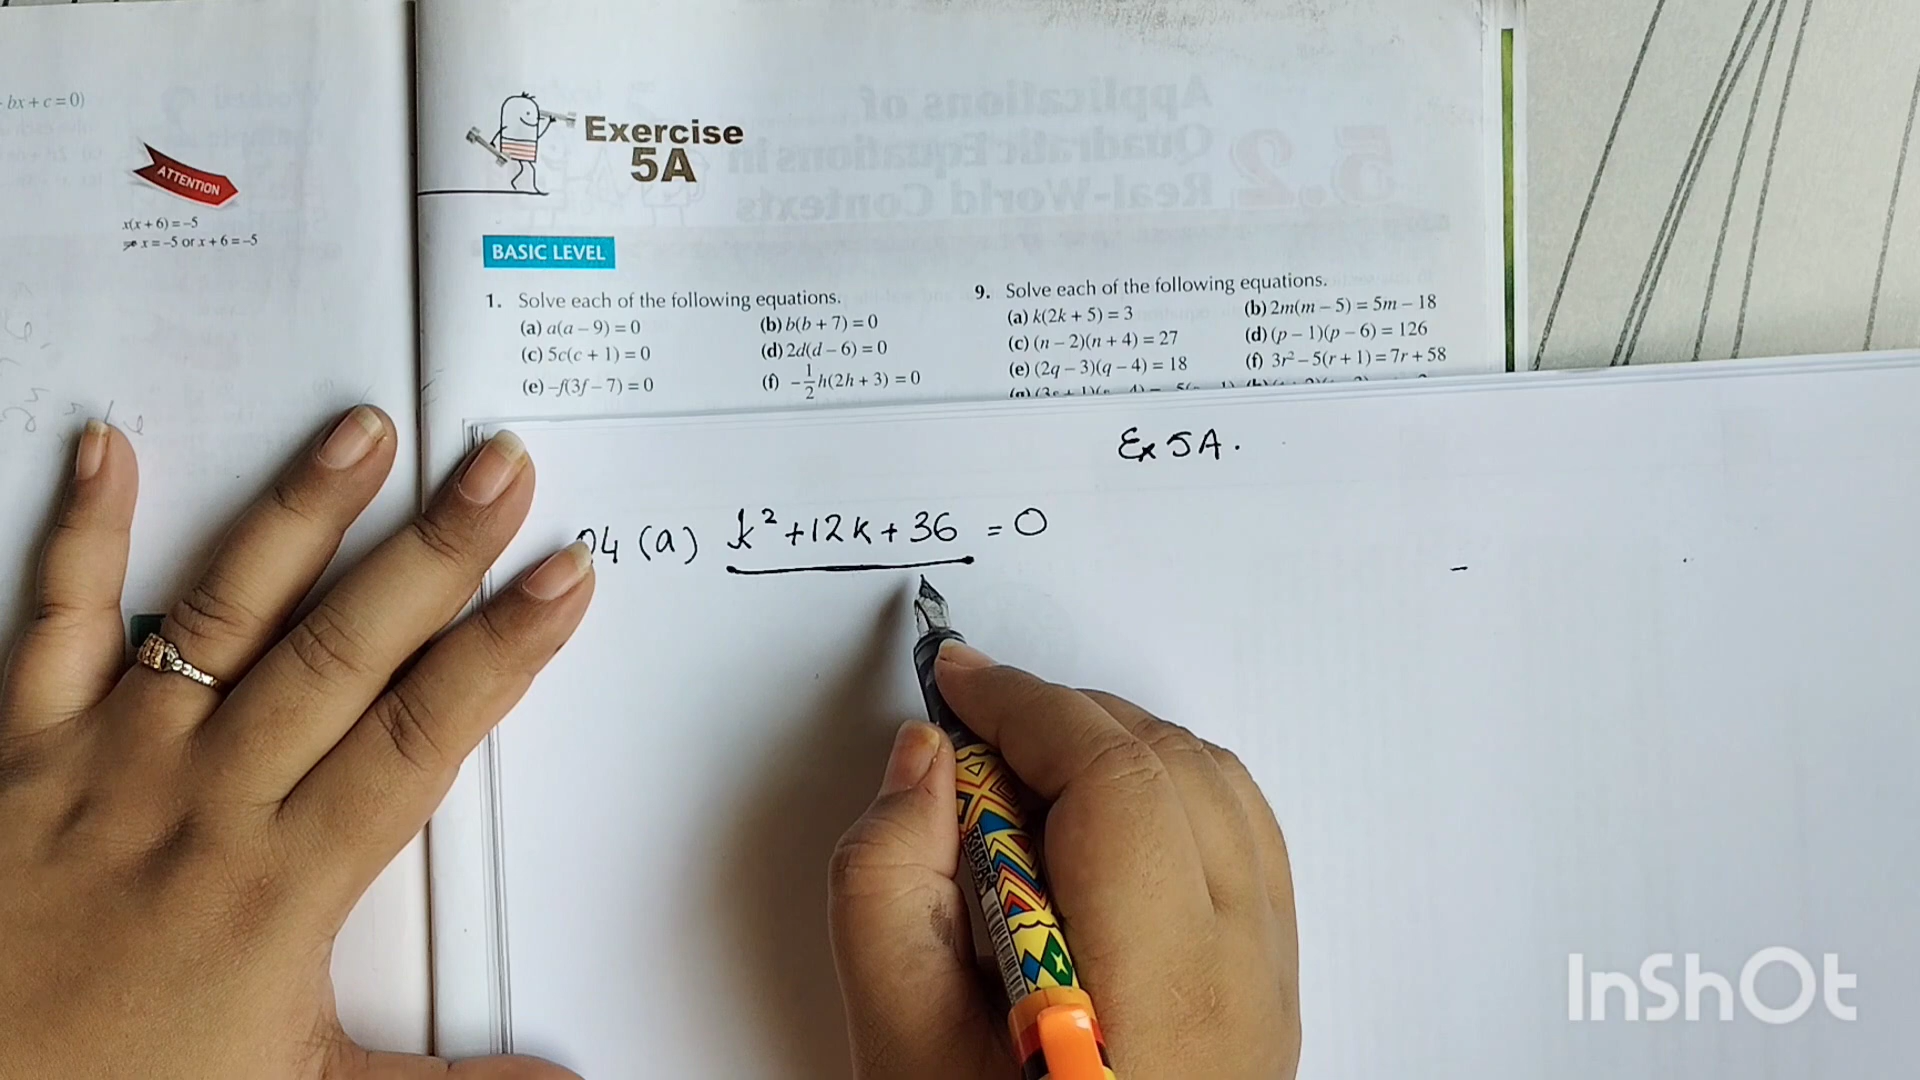 bx + c = 0)
ATTENTION
x(x + 6) = –5
x = –5 or x + 6 = –5
Exercise
5A
BASIC LEVEL
1. Solve each of the following equations.
(a) a(a – 9) = 0 (b) b(b + 7) = 0
(c) 5c(c + 1) = 0 (d) 2d(d – 6) = 0
(e) –f(3f – 7) = 0 (f) –1/2 h(2h + 3) = 0
9. Solve each of the following equations.
(a) k(2k + 5) = 3 (b) 2m(m – 5) = 5m – 18
(c) (n – 2)(n + 4) = 27 (d) (p – 1)(p – 6) = 126
(e) (2q – 3)(q – 4) = 18 (f) 3r² – 5(r + 1) = 7r + 58
Ex 5A.
4 (a) k² + 12k + 36 = 0
InShOt